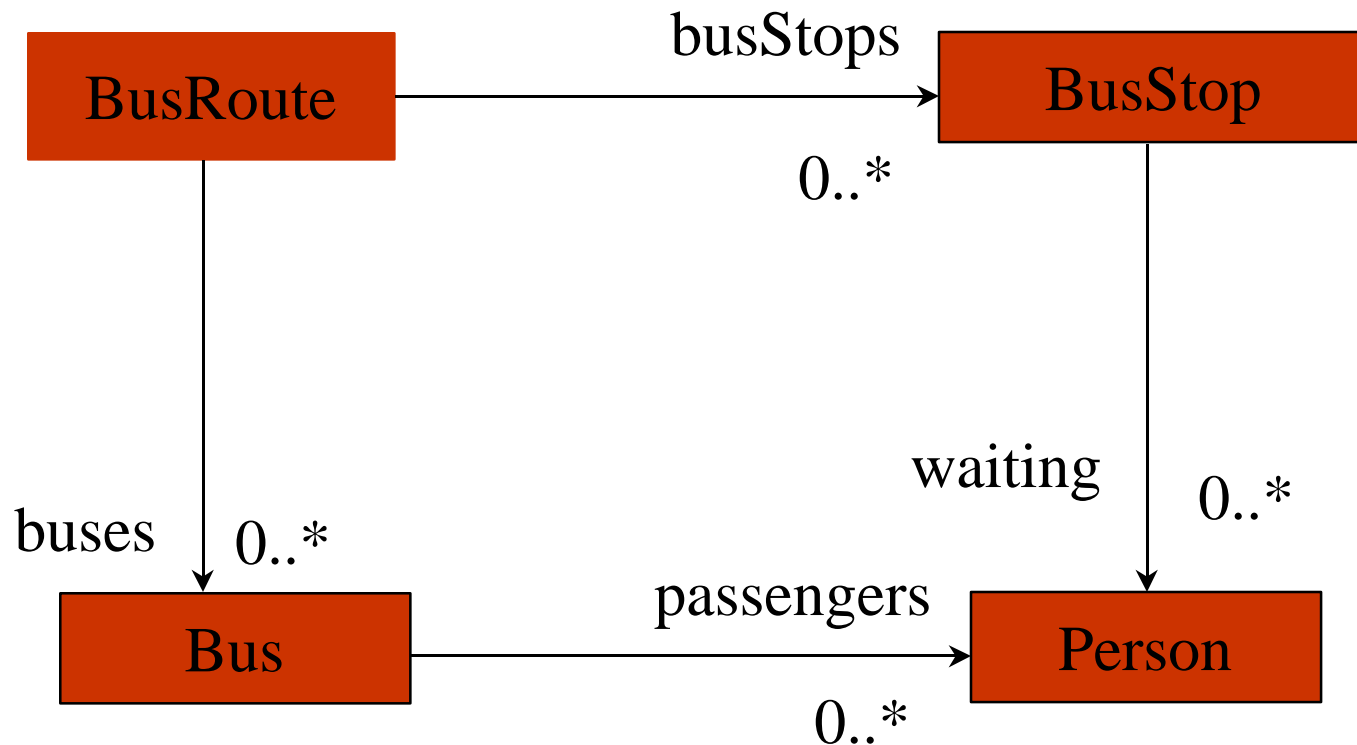 busStops
BusRoute
BusStop
0..*
waiting
0..*
buses
0..*
passengers
Bus
Person
0..*